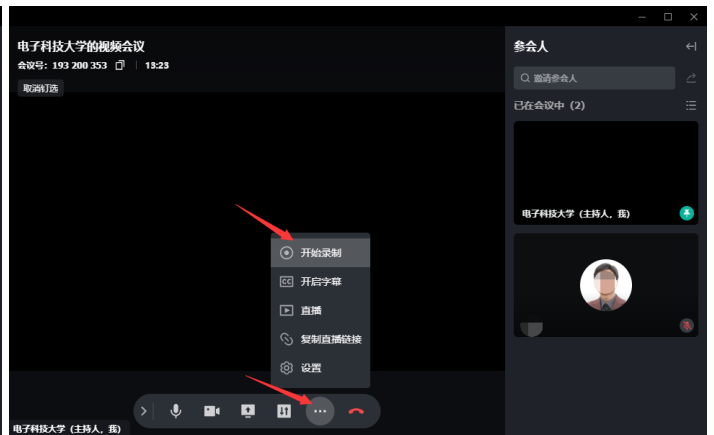 电子科技大学的视频会议
会议号: 193 200 353 | 13:23
取消钉选
参会人
邀请参会人
已在会议中 (2)
电子科技大学 (主持人, 我)
开始录制
CC 开启字幕
直播
复制直播链接
设置
电子科技大学 (主持人, 我)